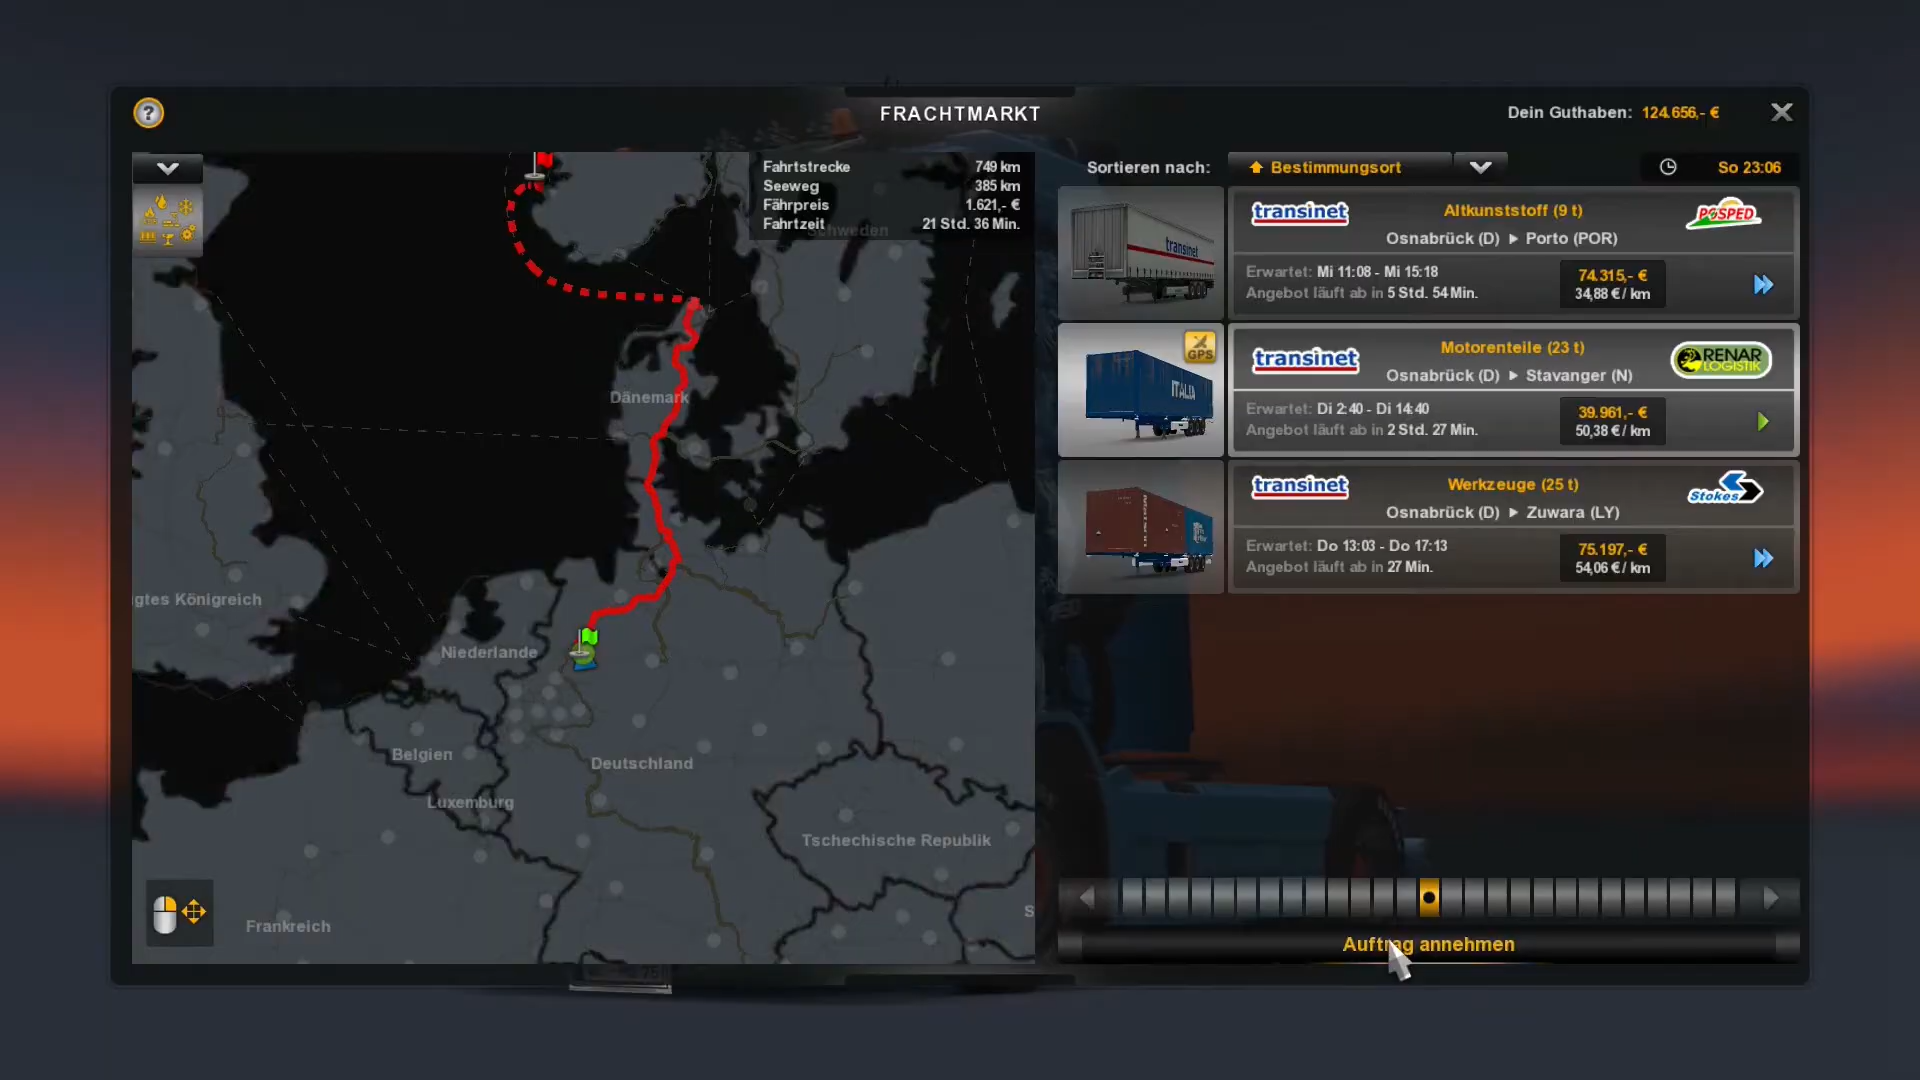 ?
FRACHTMARKT
Dein Guthaben: 124.656,- €
Fahrtstrecke 749 km
Seeweg 385 km
Fährpreis 1.621,- €
Fahrtzeit 21 Std. 36 Min.
Schweden
Dänemark
gtes Königreich
Niederlande
Belgien
Deutschland
Luxemburg
Tschechische Republik
Frankreich
S
Sortieren nach: Bestimmungsort
So 23:06
transinet
transinet
Altkunststoff (9 t)
POSPED
Osnabrück (D) ▶ Porto (POR)
Erwartet: Mi 11:08 - Mi 15:18
Angebot läuft ab in 5 Std. 54 Min.
74.315,- €
34,88 €/ km
GPS
ITALIA
transinet
Motorenteile (23 t)
RENAR
LOGISTIK
Osnabrück (D) ▶ Stavanger (N)
Erwartet: Di 2:40 - Di 14:40
Angebot läuft ab in 2 Std. 27 Min.
39.961,- €
50,38 €/ km
transinet
Werkzeuge (25 t)
Stokes
Osnabrück (D) ▶ Zuwara (LY)
Erwartet: Do 13:03 - Do 17:13
Angebot läuft ab in 27 Min.
75.197,- €
54,06 €/ km
Auftrag annehmen